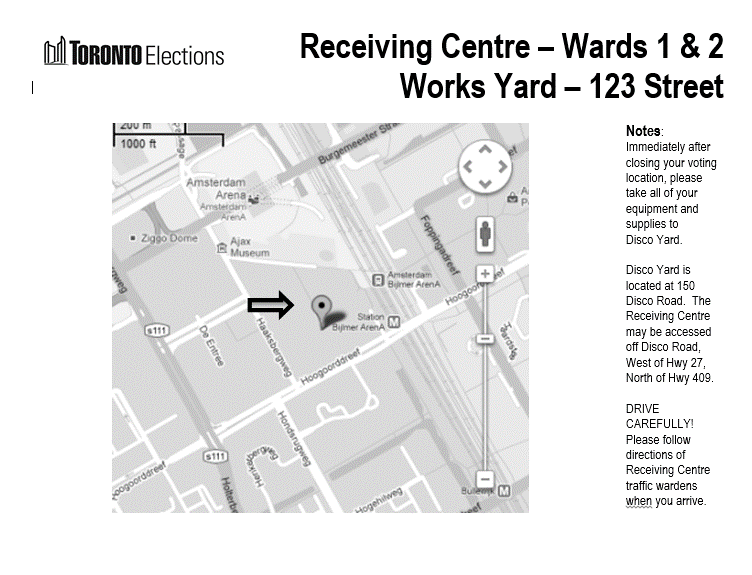 TORONTO Elections
Receiving Centre – Wards 1 & 2
Works Yard – 123 Street
200 m
1000 ft
Burgemeester Stra
Amsterdam
Arena
Amsterdam
ArenA
Ziggo Dome
Ajax
Museum
Foppingadreef
Amsterdam
Bijlmer ArenA
Hoogoo
Station
Bijlmer ArenA
s111
De Entree
Haaksbergweg
Hoogoorddreef
Hondsrugweg
s111
Hoogoorddreef
Holterbe
Hogehilweg
Notes:
Immediately after
closing your voting
location, please
take all of your
equipment and
supplies to
Disco Yard.
Disco Yard is
located at 150
Disco Road. The
Receiving Centre
may be accessed
off Disco Road,
West of Hwy 27,
North of Hwy 409.
DRIVE
CAREFULLY!
Please follow
directions of
Receiving Centre
traffic wardens
when you arrive.